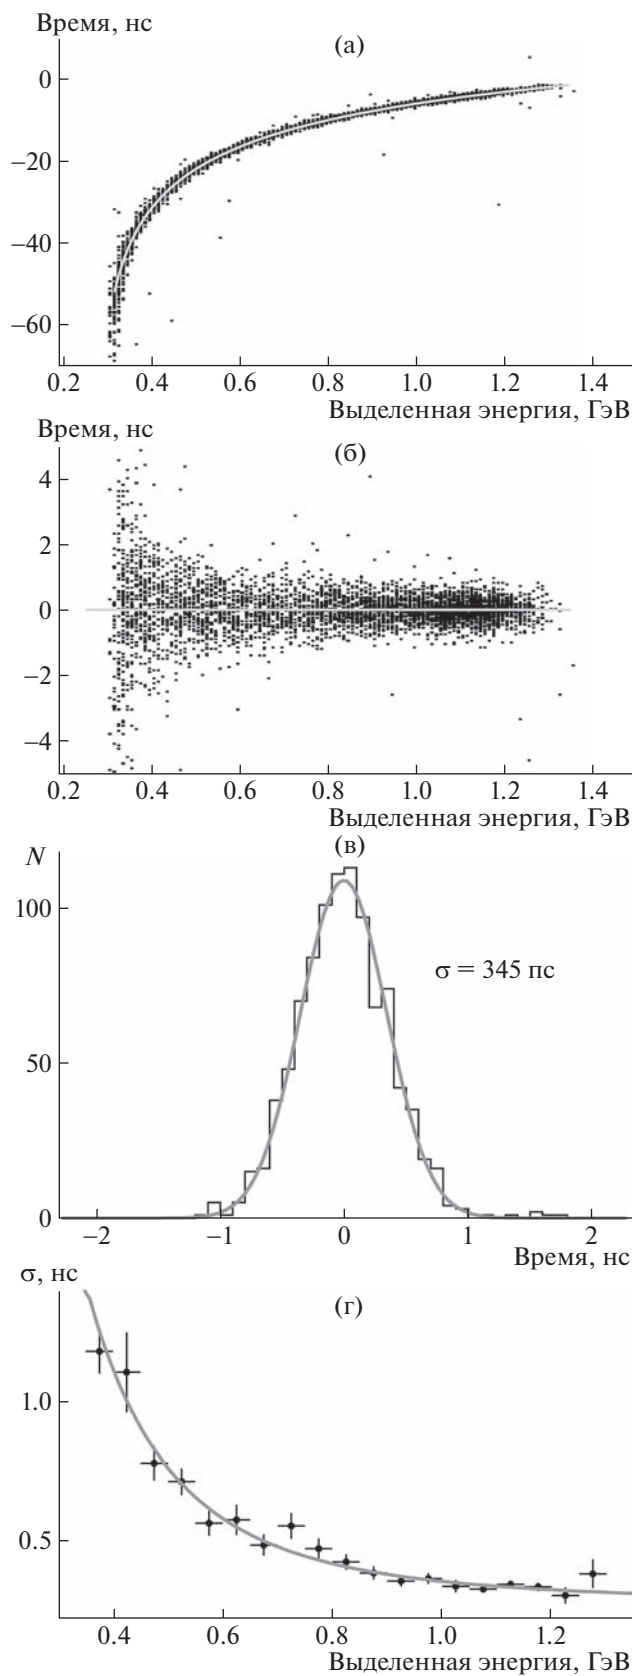 Время, нс
(а)
0
–20
–40
–60
0.2 0.4 0.6 0.8 1.0 1.2 1.4
Выделенная энергия, ГэВ
Время, нс
(б)
4
2
0
–2
–4
0.2 0.4 0.6 0.8 1.0 1.2 1.4
Выделенная энергия, ГэВ
N
(в)
100
σ = 345 пс
50
0
–2 –1 0 1 2
Время, нс
σ, нс
(г)
1.0
0.5
0.4 0.6 0.8 1.0 1.2
Выделенная энергия, ГэВ